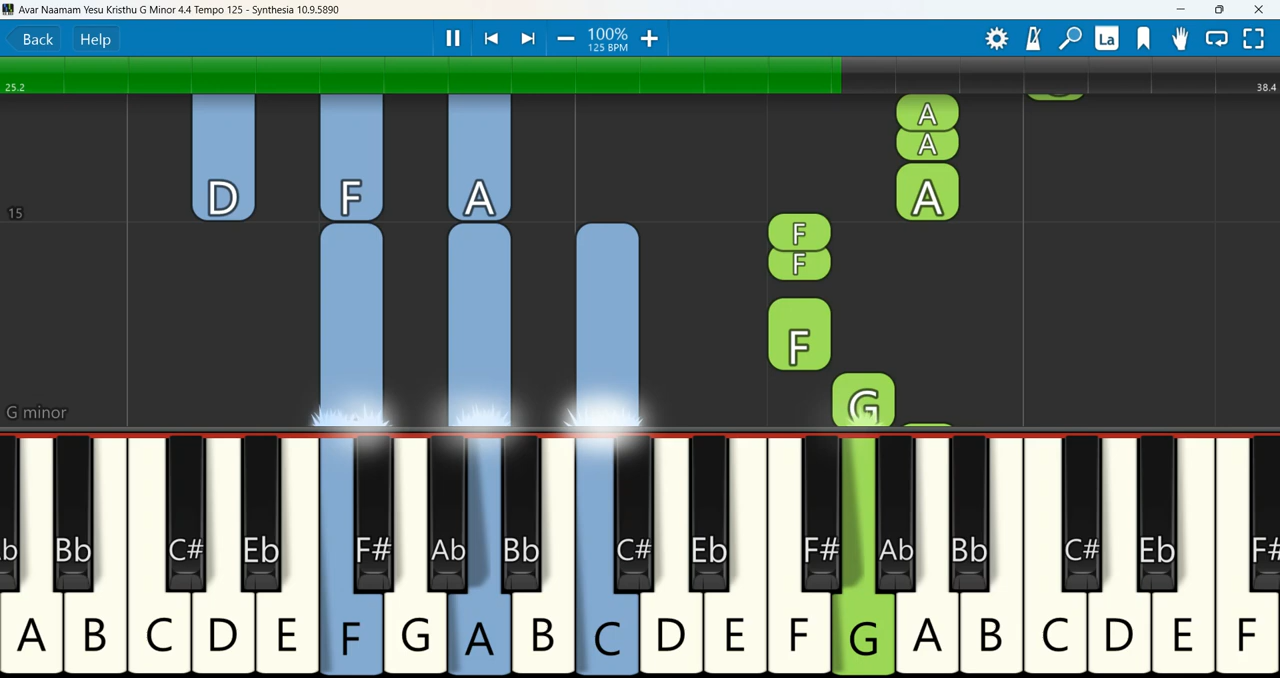 Avar Naamam Yesu Kristhu G Minor 4.4 Tempo 125 - Synthesia 10.9.5890
Back Help 100% La
125 BPM
25.2 38.4
A
A
D F A A
15
F
F
F
G minor G
Bb C# Eb F# Ab Bb C# Eb F# Ab Bb C# Eb F#
A B C D E F G A B C D E F G A B C D E F